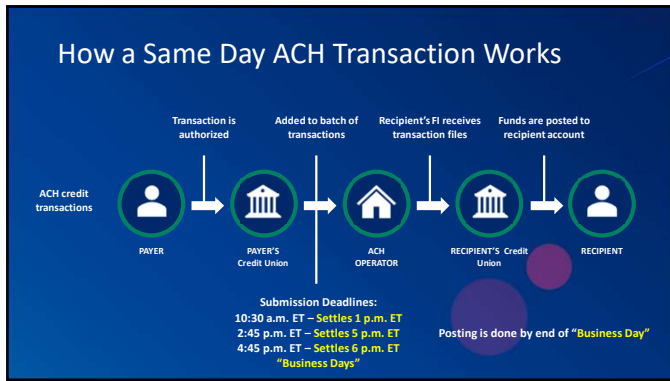 How a Same Day ACH Transaction Works
Transaction is
authorized
Added to batch of
transactions
Recipient's FI receives
transaction files
Funds are posted to
recipient account
ACH credit
transactions
PAYER
PAYER'S
Credit Union
ACH
OPERATOR
RECIPIENT'S Credit
Union
RECIPIENT
Submission Deadlines:
10:30 a.m. ET – Settles 1 p.m. ET
2:45 p.m. ET – Settles 5 p.m. ET
4:45 p.m. ET – Settles 6 p.m. ET
"Business Days"
Posting is done by end of "Business Day"